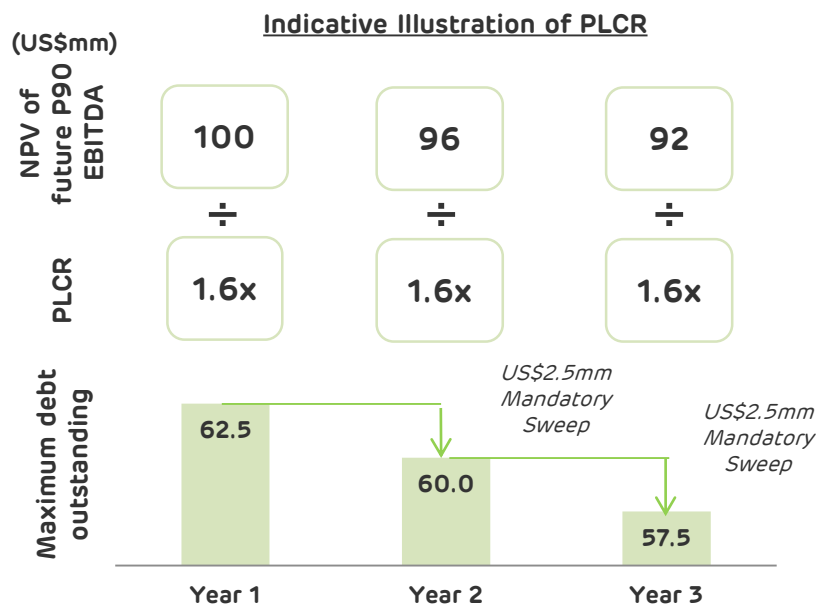 Indicative Illustration of PLCR
(US$mm)
NPV of
future P90
EBITDA
100
96
92
÷
÷
÷
PLCR
1.6x
1.6x
1.6x
Maximum debt
outstanding
US$2.5mm
Mandatory
Sweep
US$2.5mm
Mandatory
Sweep
62.5
60.0
57.5
Year 1
Year 2
Year 3